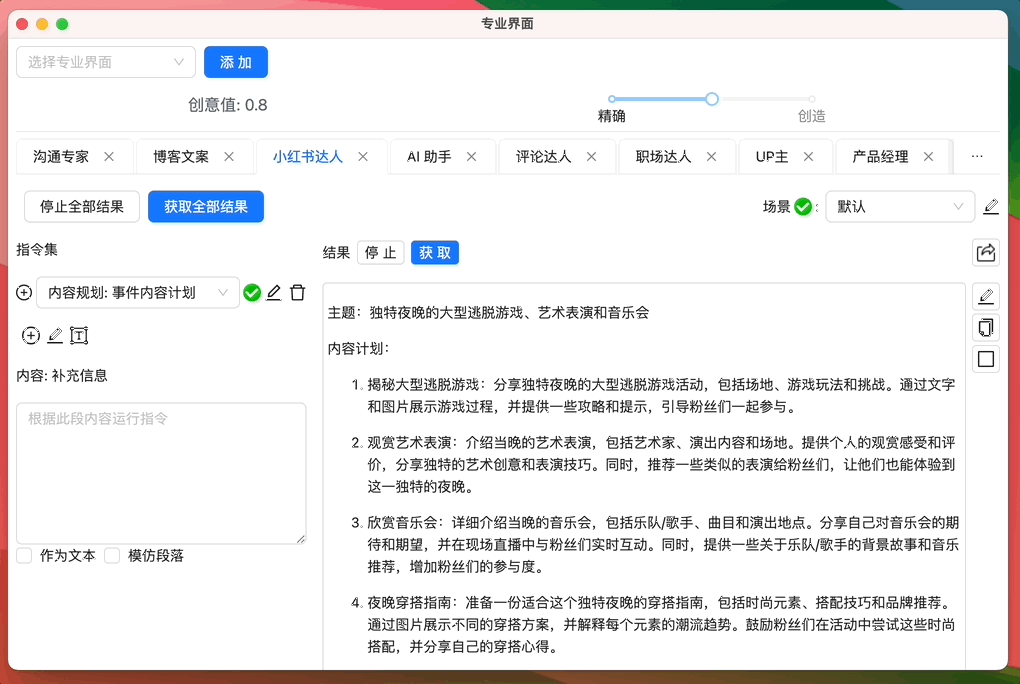 专业界面
选择专业界面
添 加
创意值: 0.8
精确
创造
沟通专家
博客文案
小红书达人
AI 助手
评论达人
职场达人
UP主
产品经理
...
停止全部结果
获取全部结果
场景
:
默认
指令集
结果
停 止
获 取
内容规划: 事件内容计划
内容: 补充信息
根据此段内容运行指令
作为文本
模仿段落
主题：独特夜晚的大型逃脱游戏、艺术表演和音乐会
内容计划：
1. 揭秘大型逃脱游戏：分享独特夜晚的大型逃脱游戏活动，包括场地、游戏玩法和挑战。通过文字
和图片展示游戏过程，并提供一些攻略和提示，引导粉丝们一起参与。
2. 观赏艺术表演：介绍当晚的艺术表演，包括艺术家、演出内容和场地。提供个人的观赏感受和评
价，分享独特的艺术创意和表演技巧。同时，推荐一些类似的表演给粉丝们，让他们也能体验到
这一独特的夜晚。
3. 欣赏音乐会：详细介绍当晚的音乐会，包括乐队/歌手、曲目和演出地点。分享自己对音乐会的期
待和期望，并在现场直播中与粉丝们实时互动。同时，提供一些关于乐队/歌手的背景故事和音乐
推荐，增加粉丝们的参与度。
4. 夜晚穿搭指南：准备一份适合这个独特夜晚的穿搭指南，包括时尚元素、搭配技巧和品牌推荐。
通过图片展示不同的穿搭方案，并解释每个元素的潮流趋势。鼓励粉丝们在活动中尝试这些时尚
搭配，并分享自己的穿搭心得。